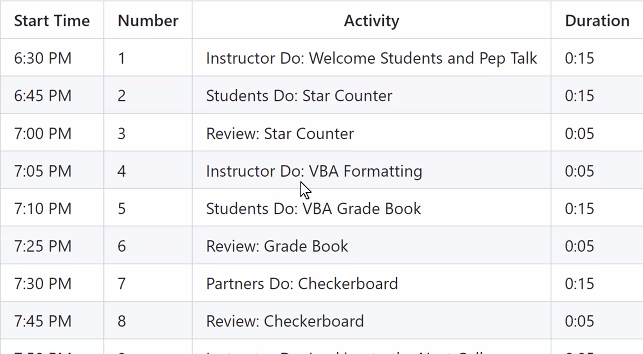 Start Time Number Activity Duration
6:30 PM 1 Instructor Do: Welcome Students and Pep Talk 0:15
6:45 PM 2 Students Do: Star Counter 0:15
7:00 PM 3 Review: Star Counter 0:05
7:05 PM 4 Instructor Do: VBA Formatting 0:05
7:10 PM 5 Students Do: VBA Grade Book 0:15
7:25 PM 6 Review: Grade Book 0:05
7:30 PM 7 Partners Do: Checkerboard 0:15
7:45 PM 8 Review: Checkerboard 0:05